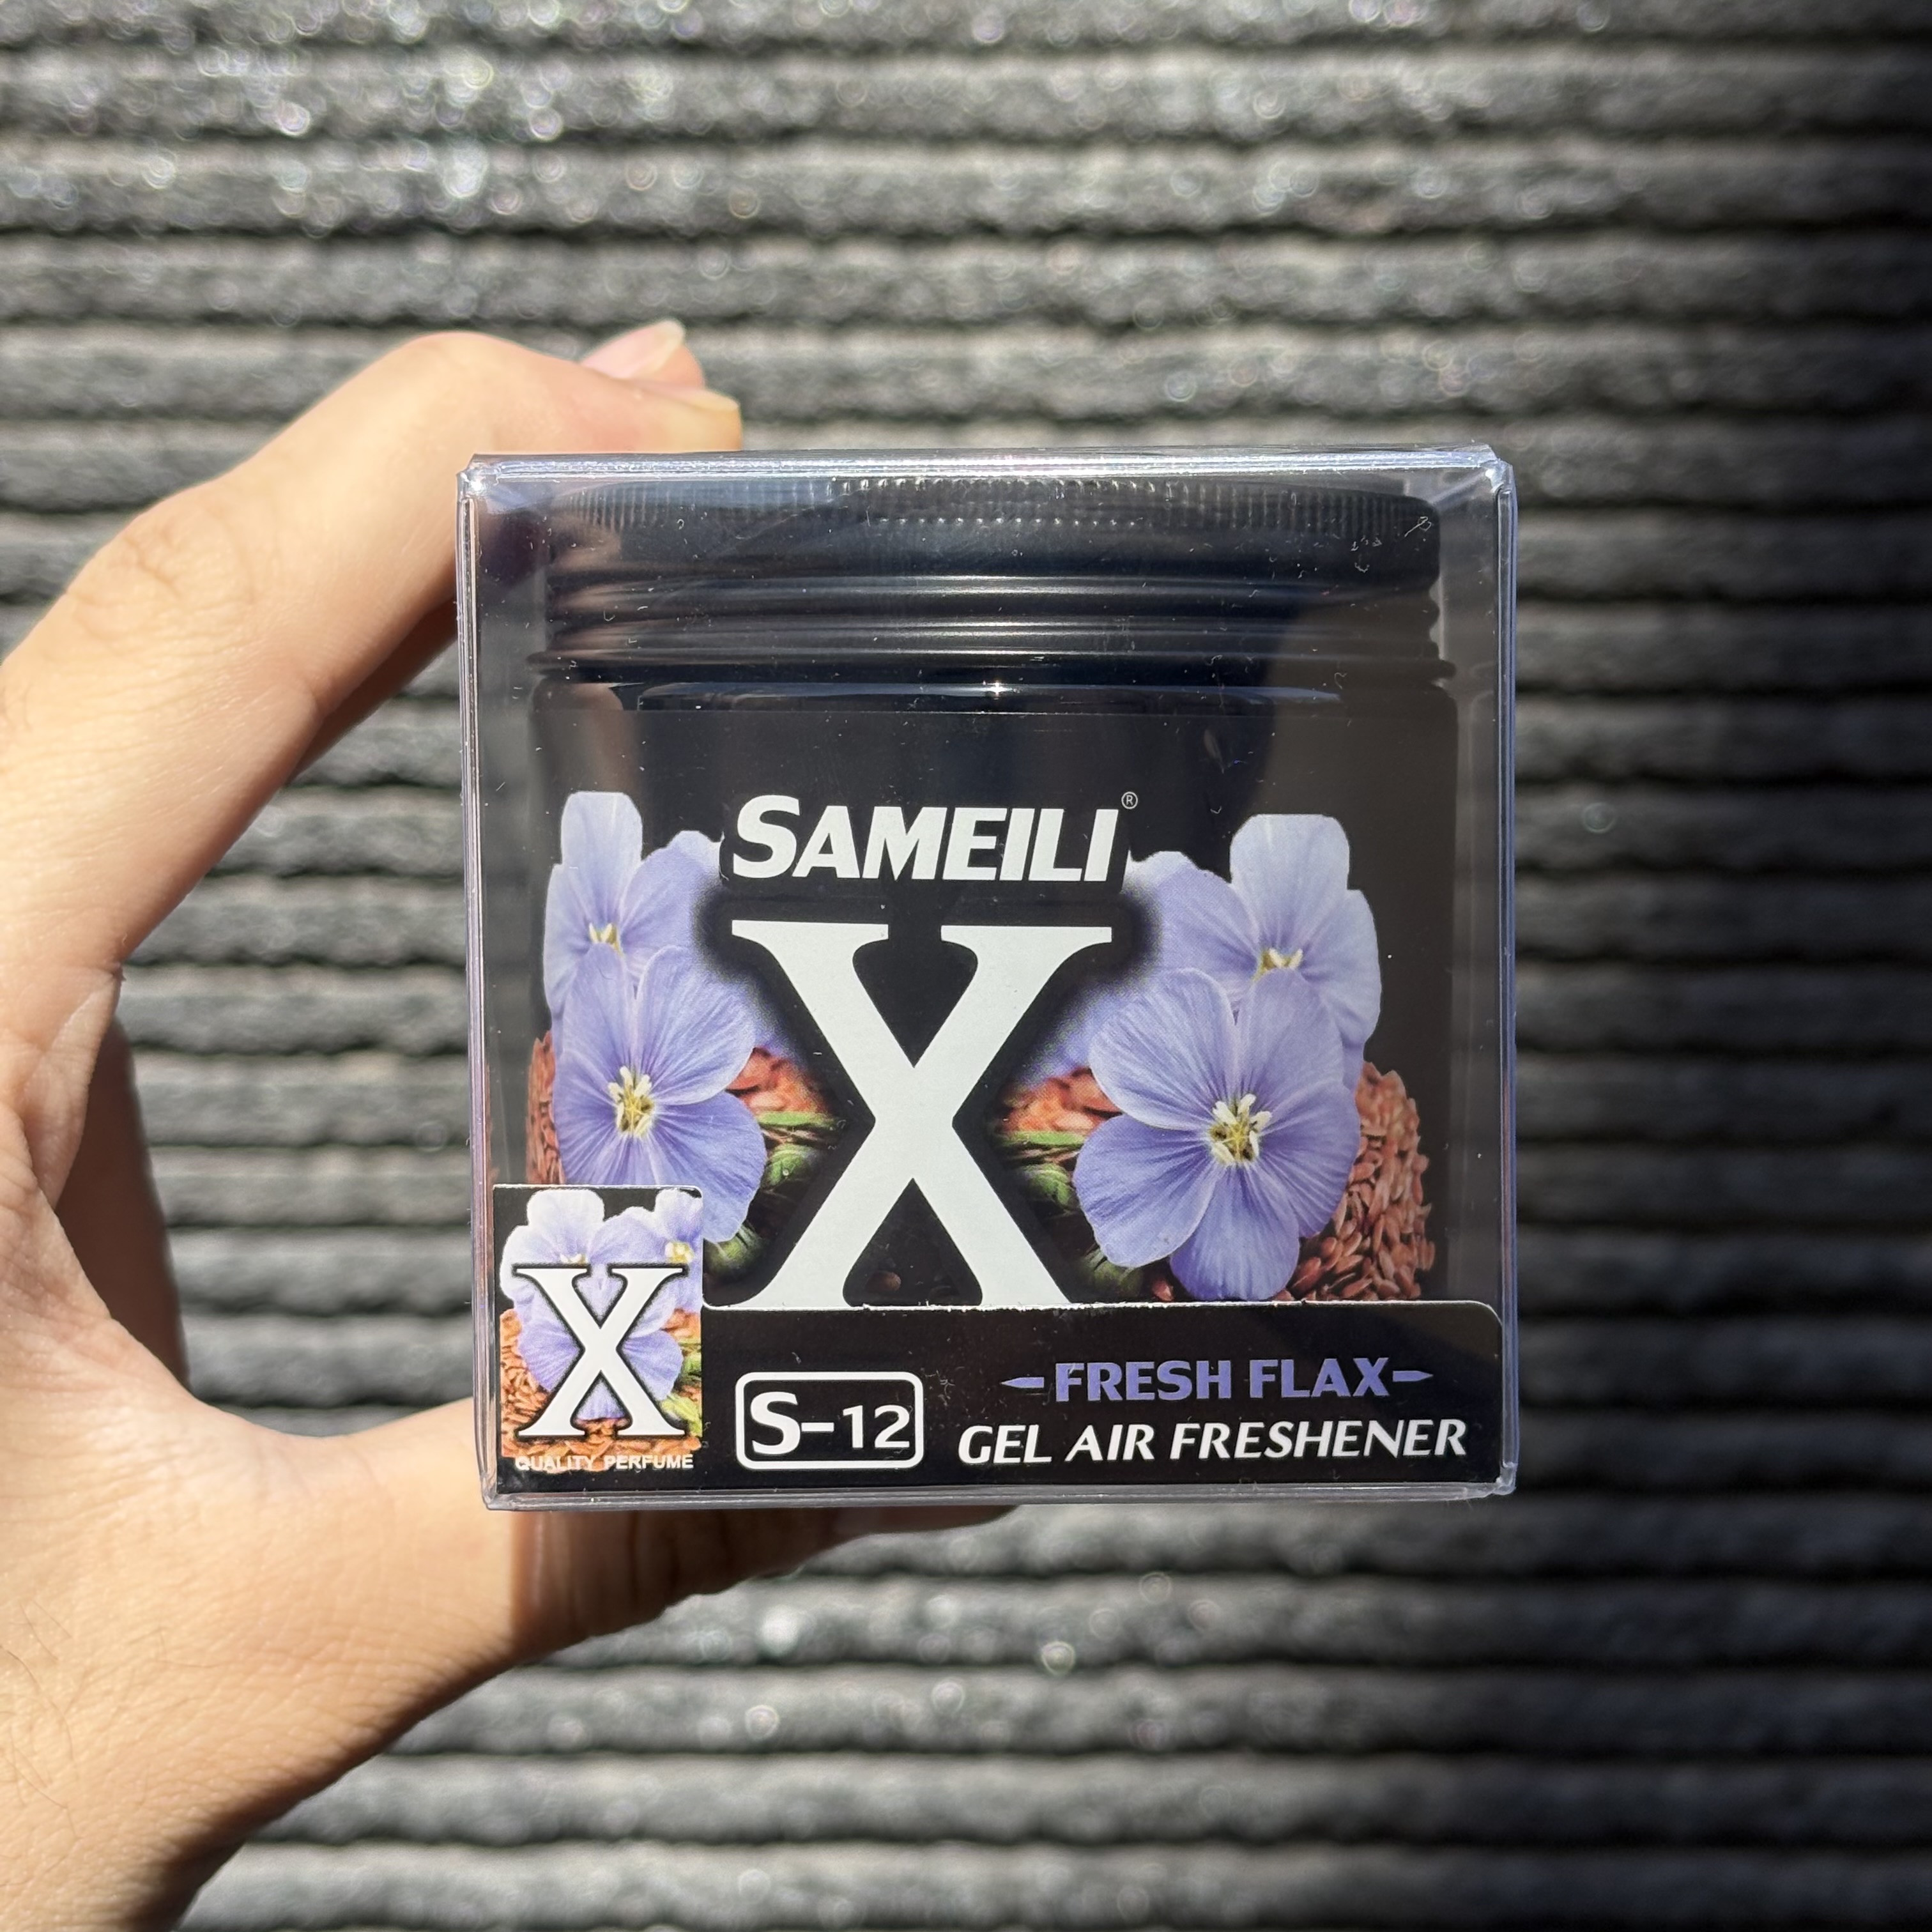 SAMEILI®
X
X
QUALITY PERFUME
S-12
-FRESH FLAX-
GEL AIR FRESHENER